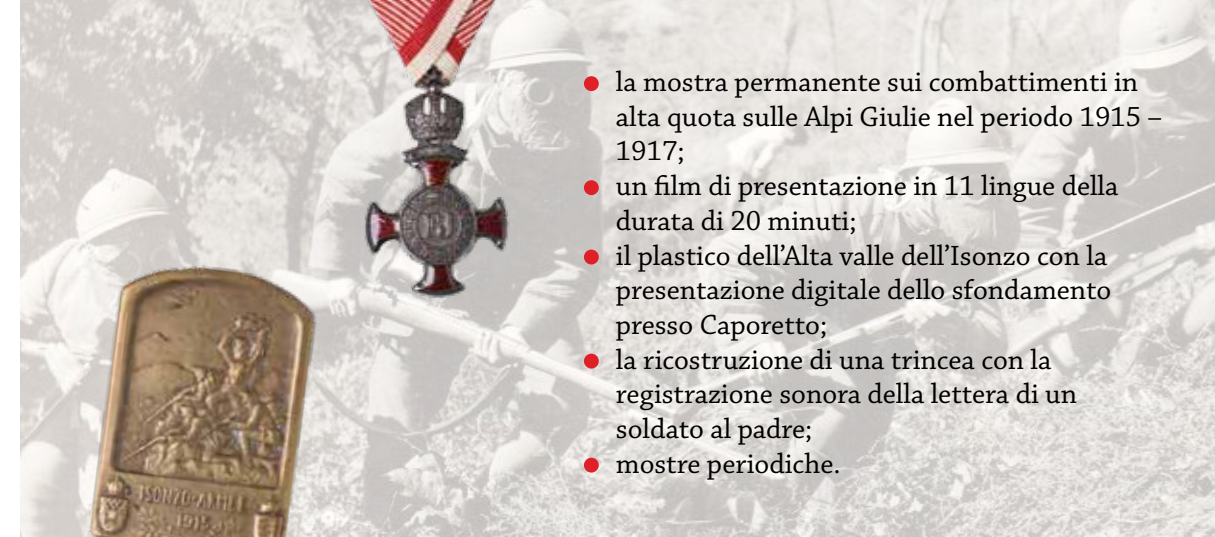 ● la mostra permanente sui combattimenti in
alta quota sulle Alpi Giulie nel periodo 1915 –
1917;
● un film di presentazione in 11 lingue della
durata di 20 minuti;
● il plastico dell'Alta valle dell’Isonzo con la
presentazione digitale dello sfondamento
presso Caporetto;
● la ricostruzione di una trincea con la
registrazione sonora della lettera di un
soldato al padre;
● mostre periodiche.
ISONZO-ARMEE